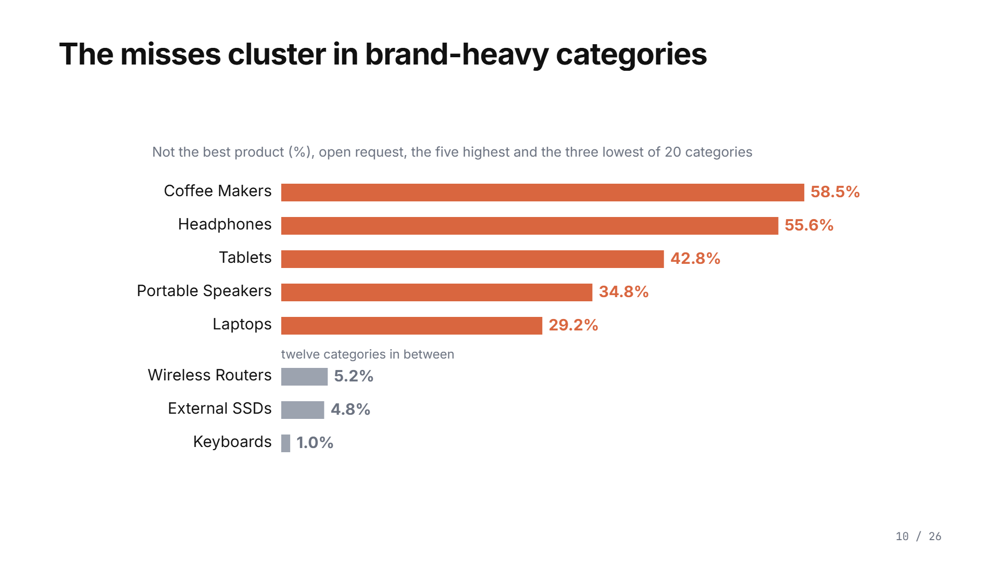 The misses cluster in brand-heavy categories
Not the best product (%), open request, the five highest and the three lowest of 20 categories
Coffee Makers 58.5%
Headphones 55.6%
Tablets 42.8%
Portable Speakers 34.8%
Laptops 29.2%
twelve categories in between
Wireless Routers 5.2%
External SSDs 4.8%
Keyboards 1.0%
10 / 26